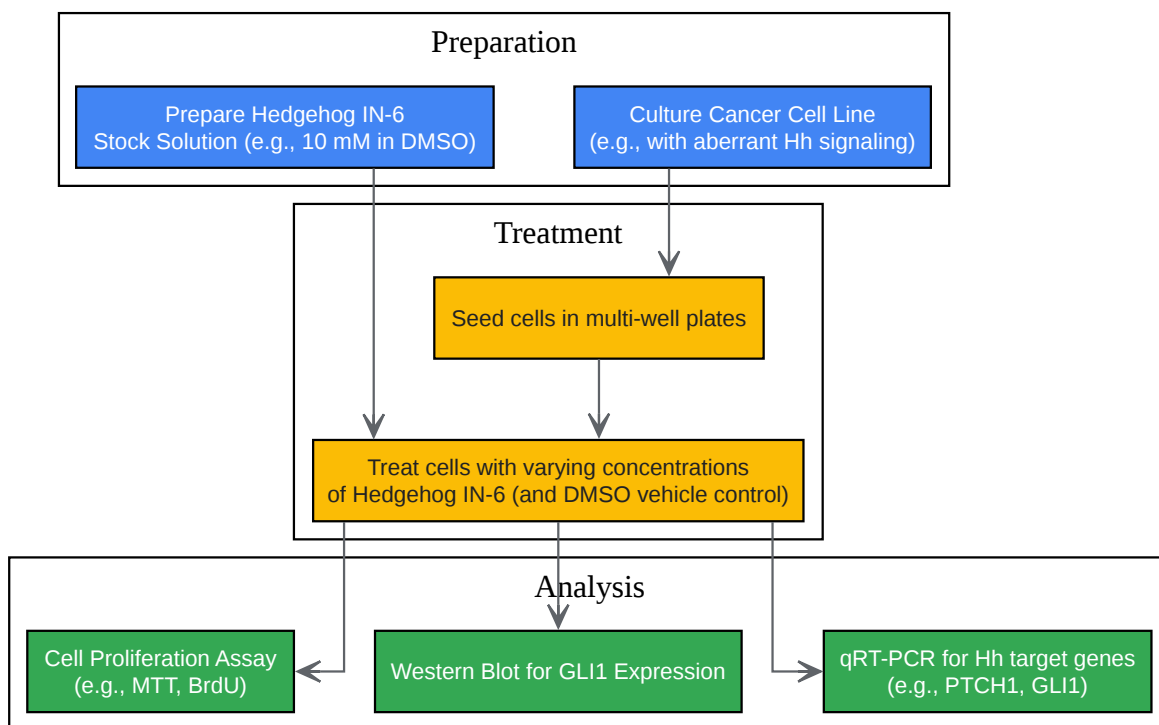 Preparation
Prepare Hedgehog IN-6
Stock Solution (e.g., 10 mM in DMSO)
Culture Cancer Cell Line
(e.g., with aberrant Hh signaling)
Treatment
Seed cells in multi-well plates
Treat cells with varying concentrations
of Hedgehog IN-6 (and DMSO vehicle control)
Analysis
Cell Proliferation Assay
(e.g., MTT, BrdU)
Western Blot for GLI1 Expression
qRT-PCR for Hh target genes
(e.g., PTCH1, GLI1)